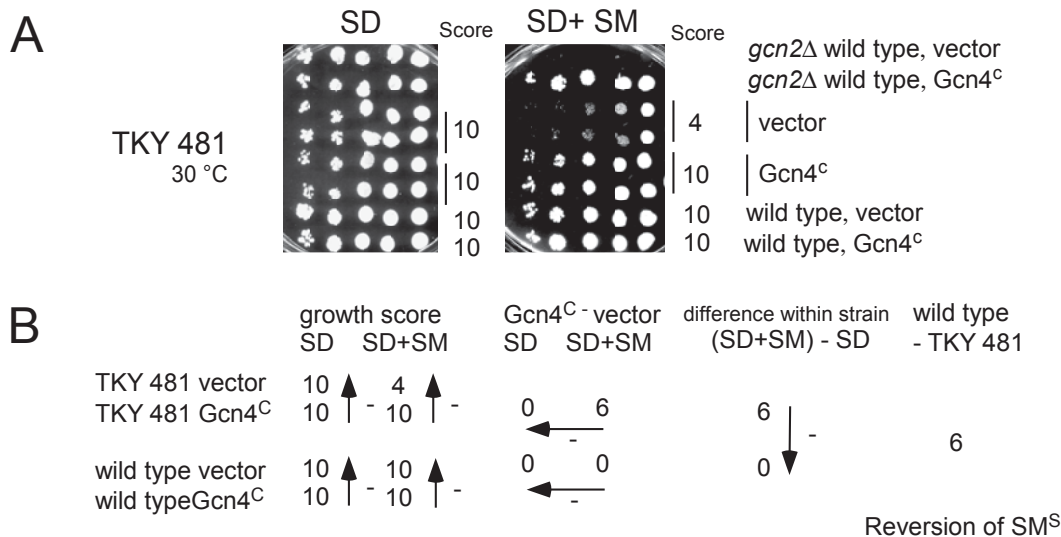 A
SD Score SD+ SM Score
gcn2Δ wild type, vector
gcn2Δ wild type, Gcn4ᶜ
TKY 481
30 °C
10 4 vector
10 10 Gcn4ᶜ
10 10 wild type, vector
10 10 wild type, Gcn4ᶜ
B
growth score Gcn4ᶜ - vector difference within strain wild type
SD SD+SM SD SD+SM (SD+SM) - SD - TKY 481
TKY 481 vector 10 4
TKY 481 Gcn4ᶜ 10 - 10 - 0 6 6
- - 6
wild type vector 10 10 0 0 0
wild typeGcn4ᶜ 10 - 10 - -
Reversion of SMˢ